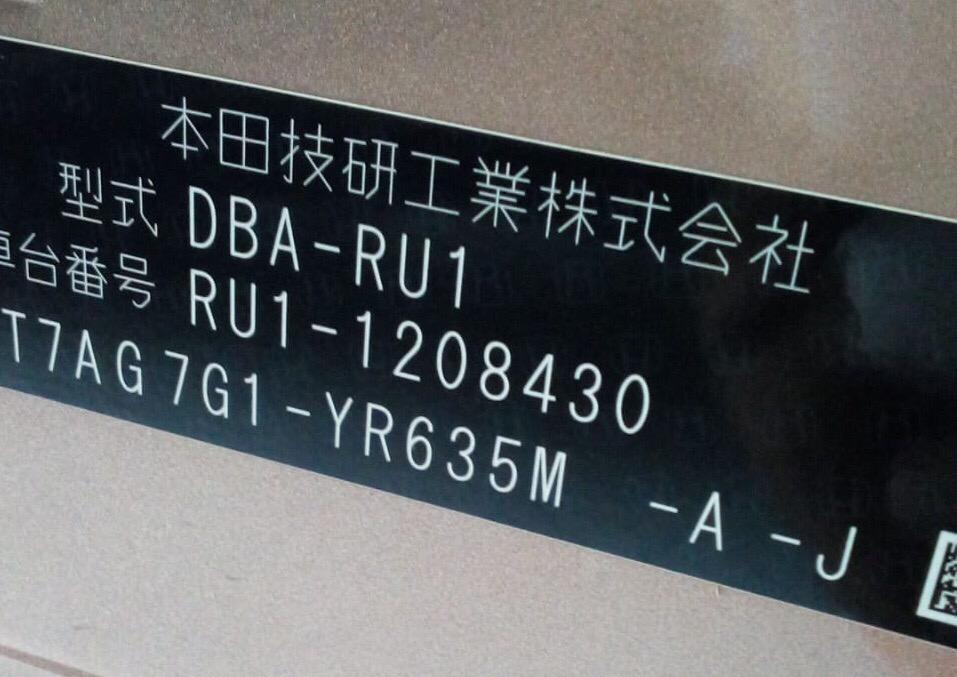 本田技研工業株式会社
型式 DBA-RU1
車台番号 RU1-1208430
T7AG7G1-YR635M -A -J